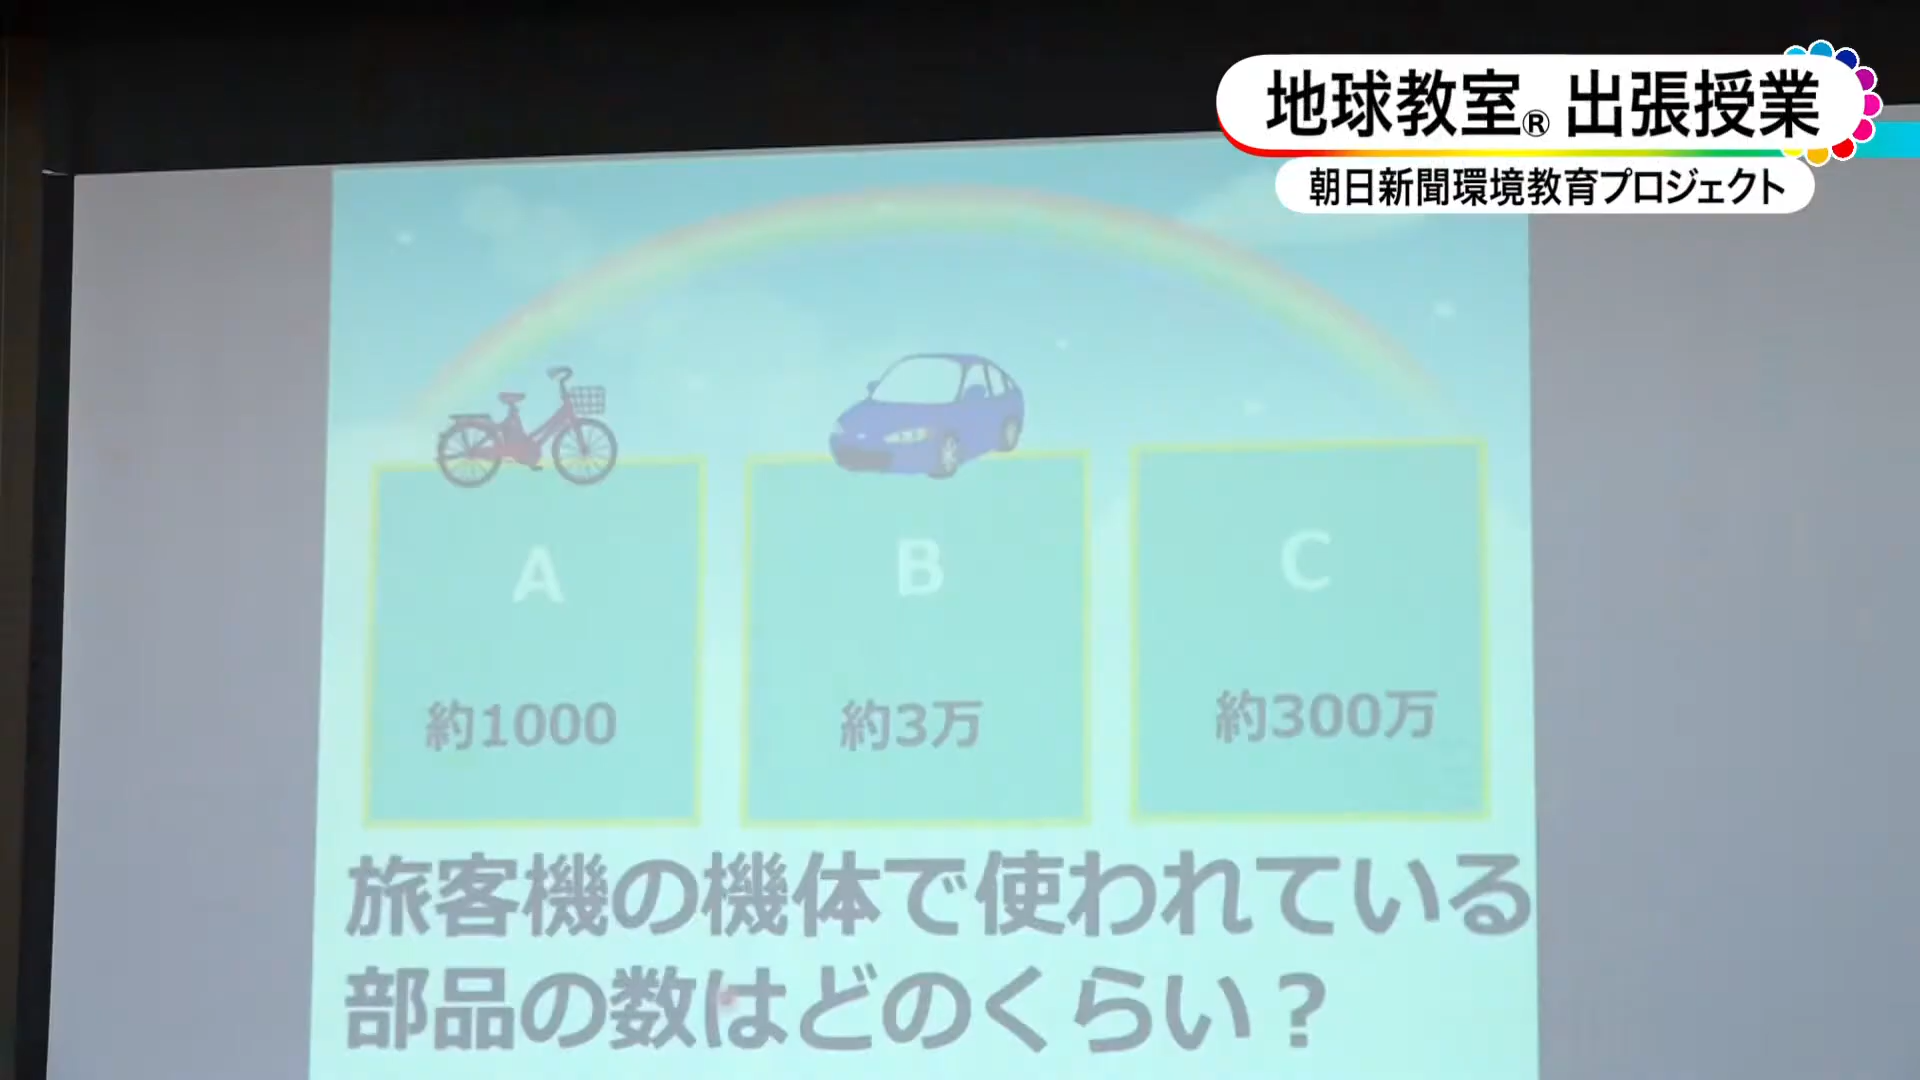 地球教室® 出張授業
朝日新聞環境教育プロジェクト
A
B
C
約1000
約3万
約300万
旅客機の機体で使われている
部品の数はどのくらい？